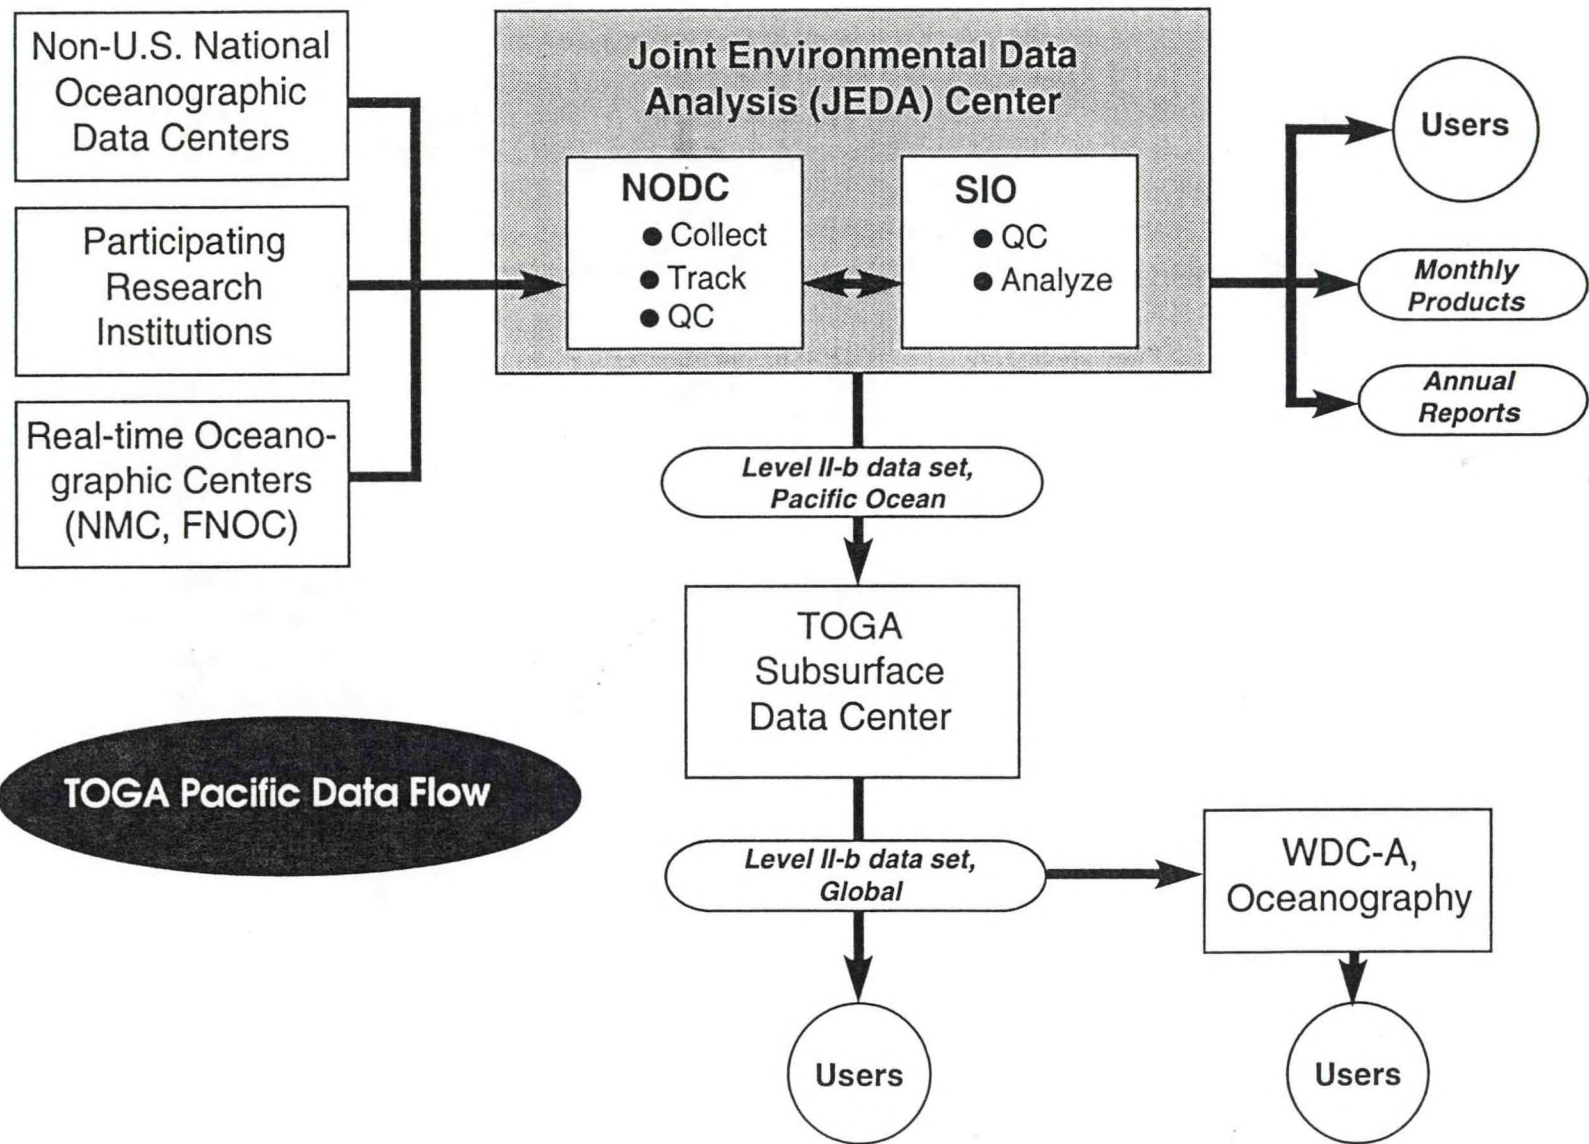 Non-U.S. National
Oceanographic
Data Centers
Participating
Research
Institutions
Real-time Oceano-
graphic Centers
(NMC, FNOC)
Joint Environmental Data
Analysis (JEDA) Center
NODC
● Collect
● Track
● QC
SIO
● QC
● Analyze
Users
Monthly
Products
Annual
Reports
Level II-b data set,
Pacific Ocean
TOGA
Subsurface
Data Center
TOGA Pacific Data Flow
Level II-b data set,
Global
WDC-A,
Oceanography
Users
Users